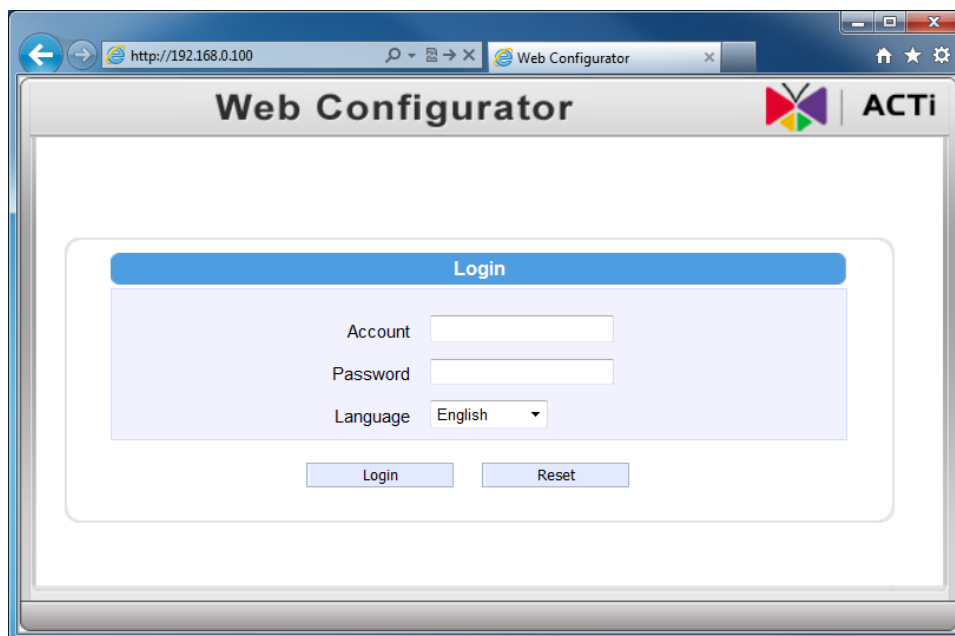 http://192.168.0.100
Web Configurator
Web Configurator
ACTi
Login
Account
Password
Language English
Login Reset